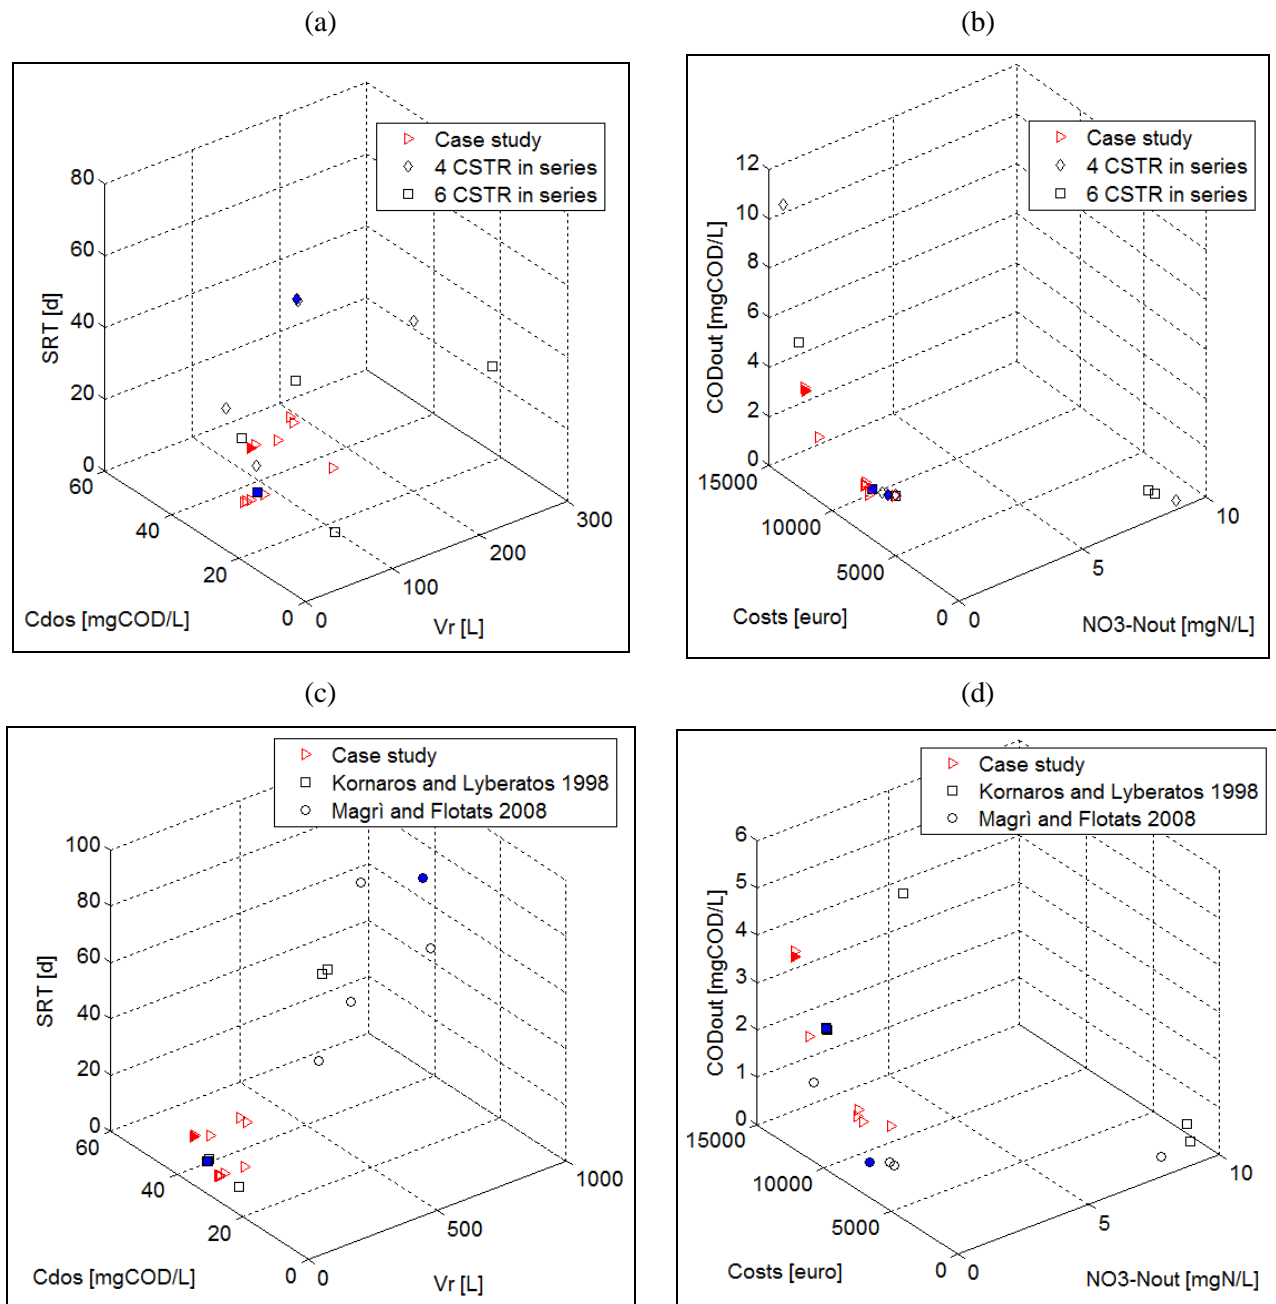 (a)
(b)
Case study
4 CSTR in series
6 CSTR in series
80
60
40
20
0
SRT [d]
60
40
20
0
Cdos [mgCOD/L]
0
100
200
300
Vr [L]
Case study
4 CSTR in series
6 CSTR in series
12
10
8
6
4
2
0
CODout [mgCOD/L]
15000
10000
5000
0
Costs [euro]
0
5
10
NO3-Nout [mgN/L]
(c)
(d)
Case study
Kornaros and Lyberatos 1998
Magrì and Flotats 2008
100
80
60
40
20
0
SRT [d]
60
40
20
0
Cdos [mgCOD/L]
0
500
1000
Vr [L]
Case study
Kornaros and Lyberatos 1998
Magrì and Flotats 2008
6
5
4
3
2
1
0
CODout [mgCOD/L]
15000
10000
5000
0
Costs [euro]
0
5
10
NO3-Nout [mgN/L]